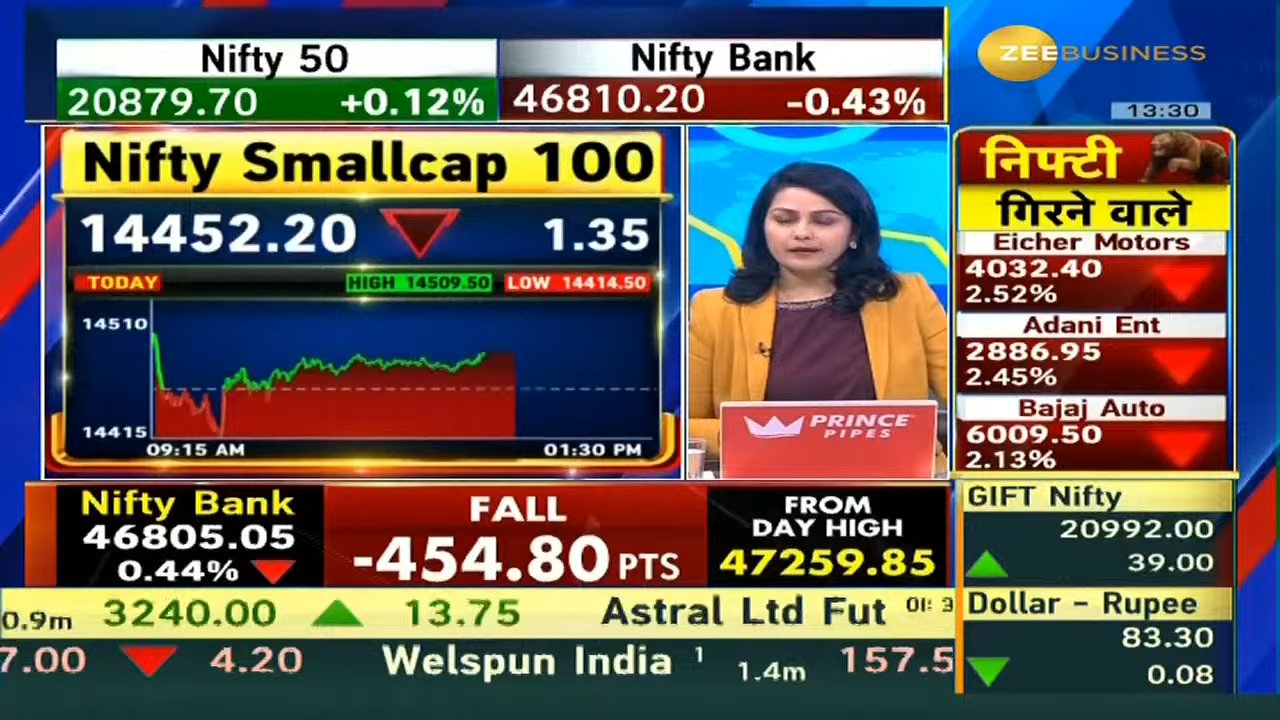 Nifty 50
20879.70 +0.12%
Nifty Bank
46810.20 -0.43%
ZEEBUSINESS
13:30
Nifty Smallcap 100
14452.20 1.35
TODAY HIGH 14509.50 LOW 14414.50
14510
14415
09:15 AM 01:30 PM
PRINCE
PIPES
निफ्टी
गिरने वाले
Eicher Motors
4032.40
2.52%
Adani Ent
2886.95
2.45%
Bajaj Auto
6009.50
2.13%
GIFT Nifty
20992.00
39.00
Dollar - Rupee
83.30
0.08
Nifty Bank
46805.05
0.44%
FALL
-454.80 PTS
FROM
DAY HIGH
47259.85
0.9m 3240.00 13.75 Astral Ltd Fut 01:3
7.00 4.20 Welspun India 1 1.4m 157.5